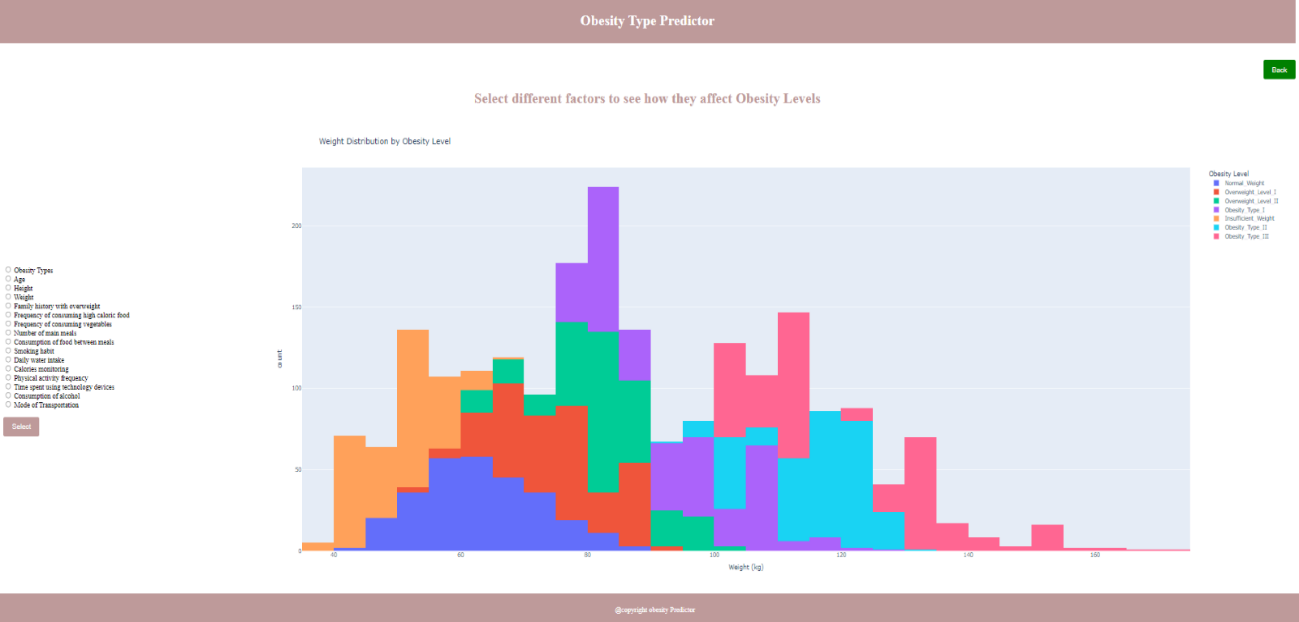 Obesity Type Predictor
Back
Select different factors to see how they affect Obesity Levels
Weight Distribution by Obesity Level
Obesity Level
Normal_Weight
Overweight_Level_I
Overweight_Level_II
Obesity_Type_I
Insufficient_Weight
Obesity_Type_II
Obesity_Type_III
200
150
100
50
0
count
40
60
80
100
120
140
160
Weight (kg)
Obesity Types
Age
Height
Weight
Family history with overweight
Frequency of consuming high caloric food
Frequency of consuming vegetables
Number of main meals
Consumption of food between meals
Smoking habit
Daily water intake
Calories monitoring
Physical activity frequency
Time spent using technology devices
Consumption of alcohol
Mode of Transportation
Select
@copyright obesity Predictor